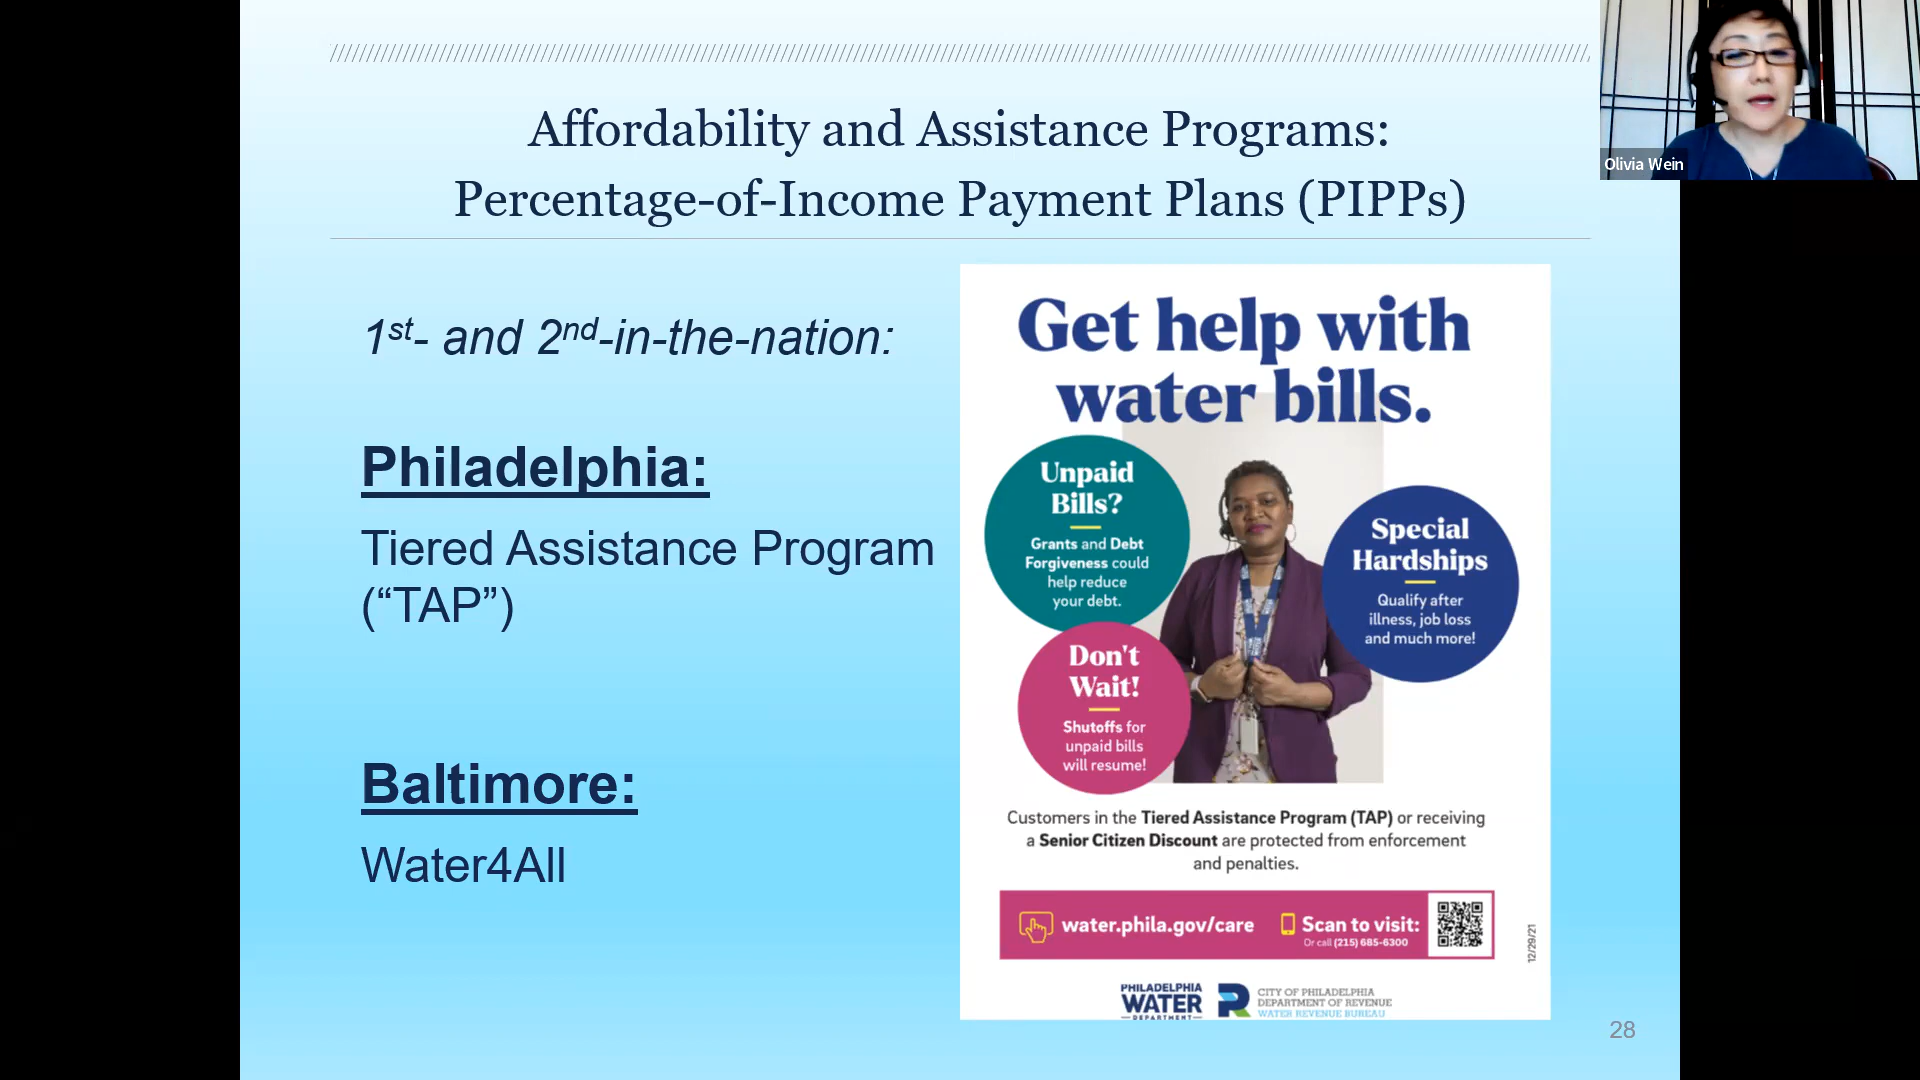 Affordability and Assistance Programs:
Percentage-of-Income Payment Plans (PIPPs)
Olivia Wein
1st- and 2nd-in-the-nation:
Philadelphia:
Tiered Assistance Program
(“TAP”)
Baltimore:
Water4All
Get help with
water bills.
Unpaid
Bills?
Grants and Debt
Forgiveness could
help reduce
your debt.
Special
Hardships
Qualify after
illness, job loss
and much more!
Don't
Wait!
Shutoffs for
unpaid bills
will resume!
Customers in the Tiered Assistance Program (TAP) or receiving
a Senior Citizen Discount are protected from enforcement
and penalties.
water.phila.gov/care
Scan to visit:
Or call (215) 685-6300
12/29/21
PHILADELPHIA
WATER
DEPARTMENT
CITY OF PHILADELPHIA
DEPARTMENT OF REVENUE
WATER REVENUE BUREAU
28